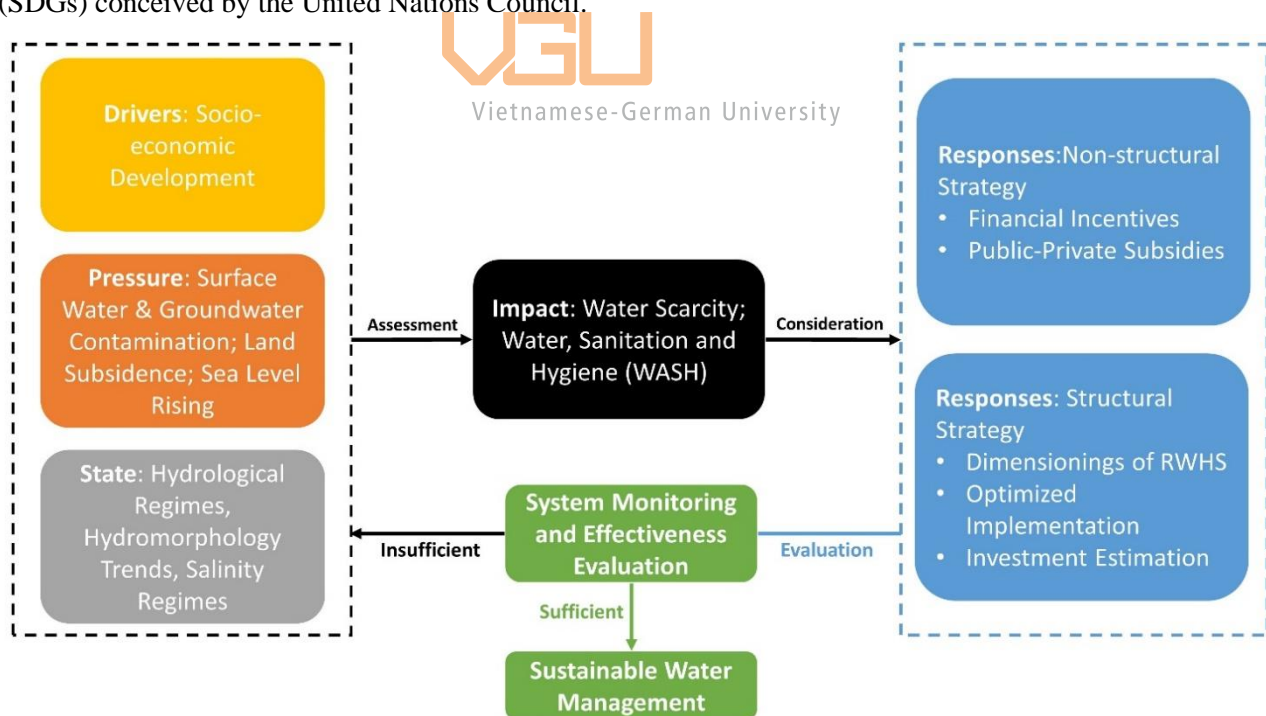 (SDGs) conceived by the United Nations Council.
VGU
Vietnamese-German University
Drivers: Socio-
economic
Development
Pressure: Surface
Water & Groundwater
Contamination; Land
Subsidence; Sea Level
Rising
State: Hydrological
Regimes,
Hydromorphology
Trends, Salinity
Regimes
Assessment
Impact: Water Scarcity;
Water, Sanitation and
Hygiene (WASH)
Consideration
Responses:Non-structural
Strategy
• Financial Incentives
• Public-Private Subsidies
Responses: Structural
Strategy
• Dimensionings of RWHS
• Optimized
Implementation
• Investment Estimation
Evaluation
System Monitoring
and Effectiveness
Evaluation
Insufficient
Sufficient
Sustainable Water
Management